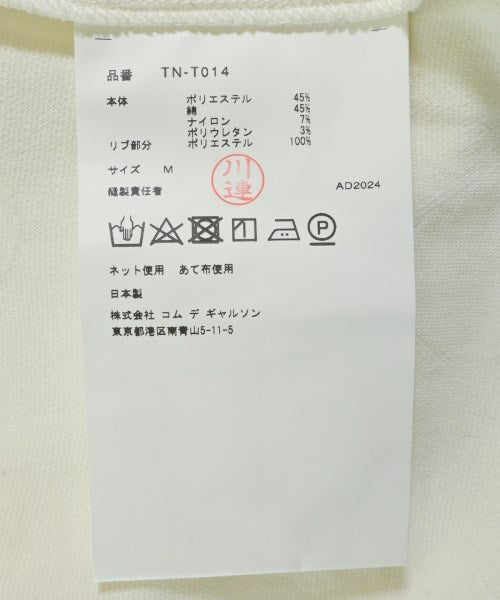 品番 TN-T014
本体 ポリエステル 45%
綿 45%
ナイロン 7%
ポリウレタン 3%
リブ部分 ポリエステル 100%
サイズ M
川連
縫製責任者 AD2024
P
ネット使用 あて布使用
日本製
株式会社 コム デ ギャルソン
東京都港区南青山5-11-5